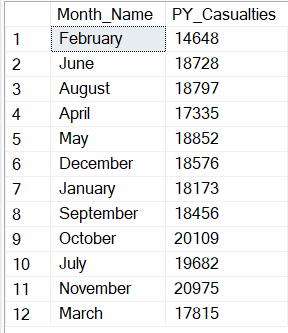 Month_Name PY_Casualties
1 February 14648
2 June 18728
3 August 18797
4 April 17335
5 May 18852
6 December 18576
7 January 18173
8 September 18456
9 October 20109
10 July 19682
11 November 20975
12 March 17815